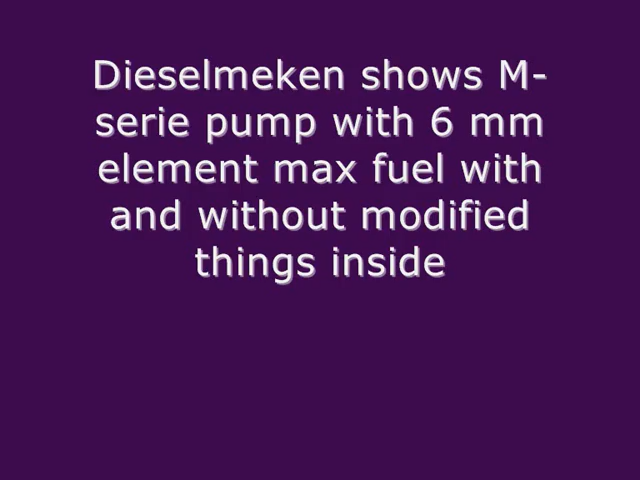 Dieselmeken shows M-
serie pump with 6 mm
element max fuel with
and without modified
things inside